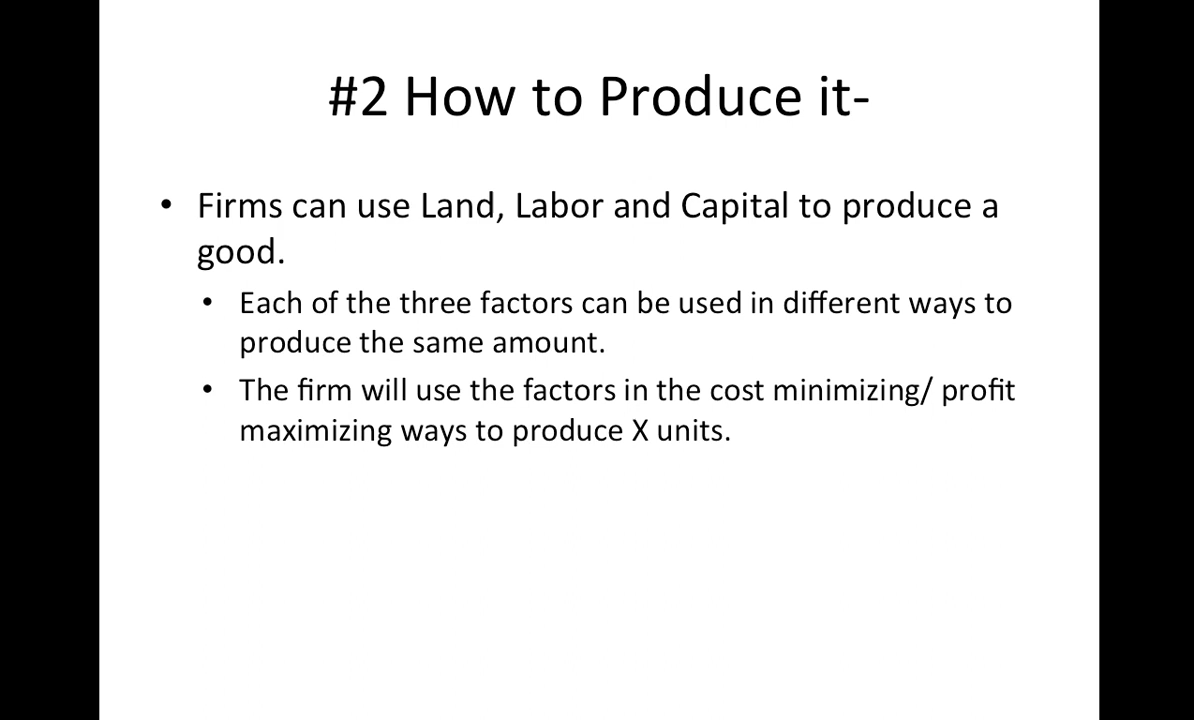 #2 How to Produce it-
• Firms can use Land, Labor and Capital to produce a
good.
• Each of the three factors can be used in different ways to
produce the same amount.
• The firm will use the factors in the cost minimizing/ profit
maximizing ways to produce X units.